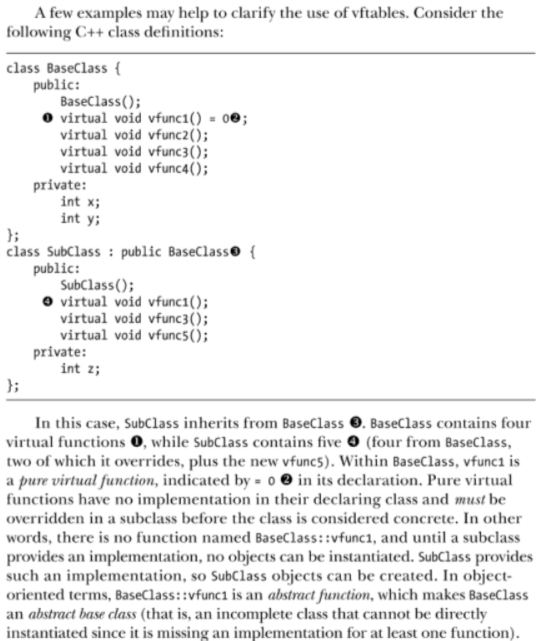 A few examples may help to clarify the use of vftables. Consider the
following C++ class definitions:
class BaseClass {
public:
BaseClass();
❶ virtual void vfunc1() = 0❷;
virtual void vfunc2();
virtual void vfunc3();
virtual void vfunc4();
private:
int x;
int y;
};
class SubClass : public BaseClass❸ {
public:
SubClass();
❹ virtual void vfunc1();
virtual void vfunc3();
virtual void vfunc5();
private:
int z;
};
In this case, SubClass inherits from BaseClass ❸. BaseClass contains four
virtual functions ❶, while SubClass contains five ❹ (four from BaseClass,
two of which it overrides, plus the new vfunc5). Within BaseClass, vfunc1 is
a pure virtual function, indicated by = 0 ❷ in its declaration. Pure virtual
functions have no implementation in their declaring class and must be
overridden in a subclass before the class is considered concrete. In other
words, there is no function named BaseClass::vfunc1, and until a subclass
provides an implementation, no objects can be instantiated. SubClass provides
such an implementation, so SubClass objects can be created. In object-
oriented terms, BaseClass::vfunc1 is an abstract function, which makes BaseClass
an abstract base class (that is, an incomplete class that cannot be directly
instantiated since it is missing an implementation for at least one function).